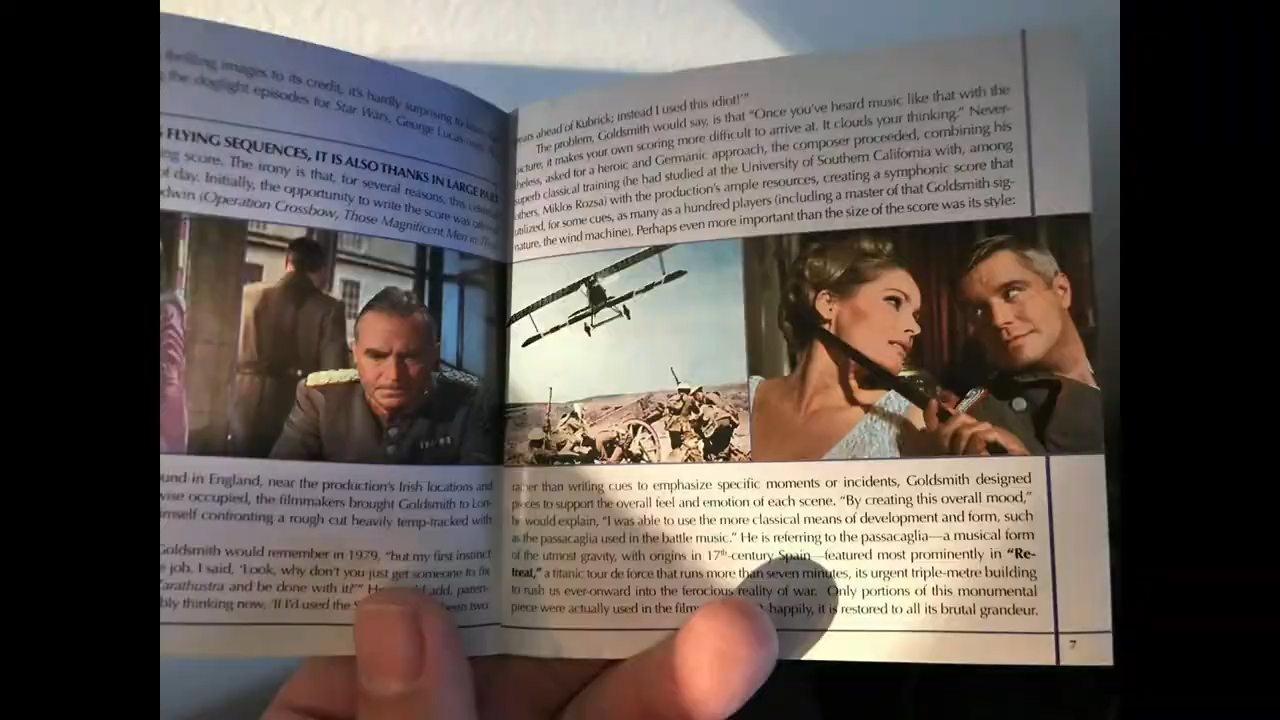 thrilling images to its credit, it's hardly surprising to
the dogfight episodes for Star Wars, George Lucas
FLYING SEQUENCES, IT IS ALSO THANKS IN LARGE PART
ing score. The irony is that, for several reasons, this
of day. Initially, the opportunity to write the score was
dwin (Operation Crossbow, Those Magnificent Men in
und in England, near the production's Irish locations and
wise occupied, the filmmakers brought Goldsmith to Lon-
mself confronting a rough cut heavily temp-tracked with
Goldsmith would remember in 1979, "but my first instinct
job. I said, 'Look, why don't you just get someone to fix
Zarathustra and be done with it?'" He add, paren-
bly thinking now, 'If I'd used the been two
ears ahead of Kubrick; instead I used this idiot!'"
The problem, Goldsmith would say, is that "Once you've heard music like that with the
picture, it makes your own scoring more difficult to arrive at. It clouds your thinking." Never-
theless, asked for a heroic and Germanic approach, the composer proceeded, combining his
superb classical training (he had studied at the University of Southern California with, among
others, Miklos Rozsa) with the production's ample resources, creating a symphonic score that
utilized, for some cues, as many as a hundred players (including a master of that Goldsmith sig-
nature, the wind machine). Perhaps even more important than the size of the score was its style:
rather than writing cues to emphasize specific moments or incidents, Goldsmith designed
pieces to support the overall feel and emotion of each scene. "By creating this overall mood,"
he would explain, "I was able to use the more classical means of development and form, such
as the passacaglia used in the battle music." He is referring to the passacaglia—a musical form
of the utmost gravity, with origins in 17th-century Spain—featured most prominently in "Re-
treat," a titanic tour de force that runs more than seven minutes, its urgent triple-metre building
to rush us ever-onward into the ferocious reality of war. Only portions of this monumental
piece were actually used in the film happily, it is restored to all its brutal grandeur.
7